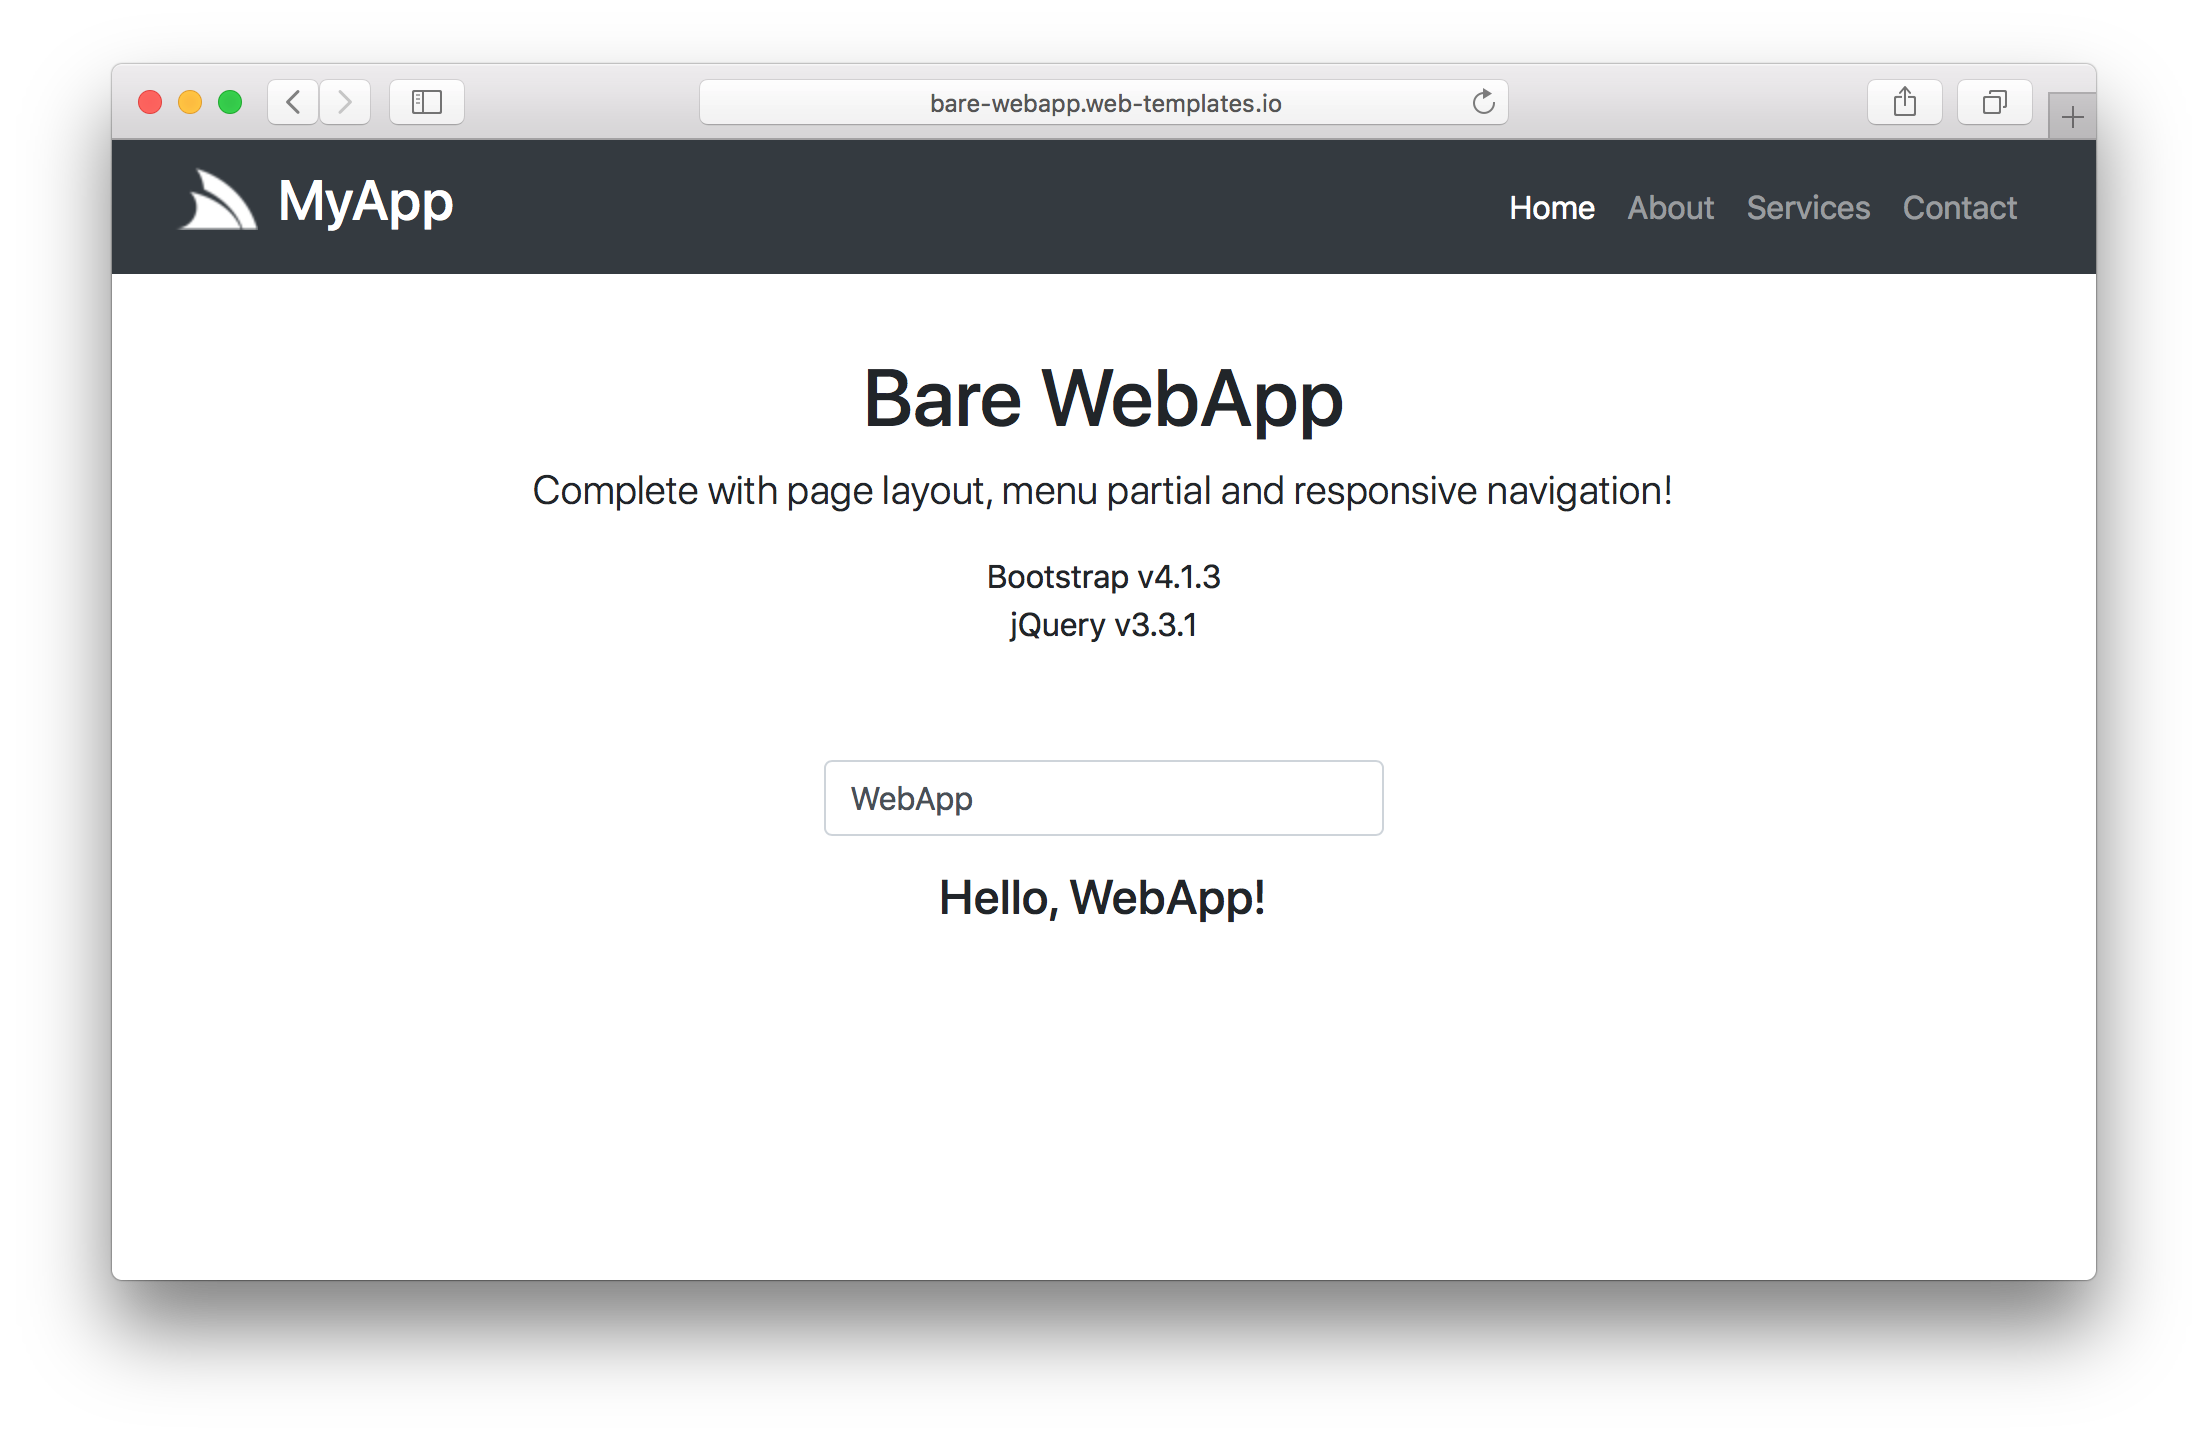 bare-webapp.web-templates.io
MyApp
Home About Services Contact
Bare WebApp
Complete with page layout, menu partial and responsive navigation!
Bootstrap v4.1.3
jQuery v3.3.1
WebApp
Hello, WebApp!